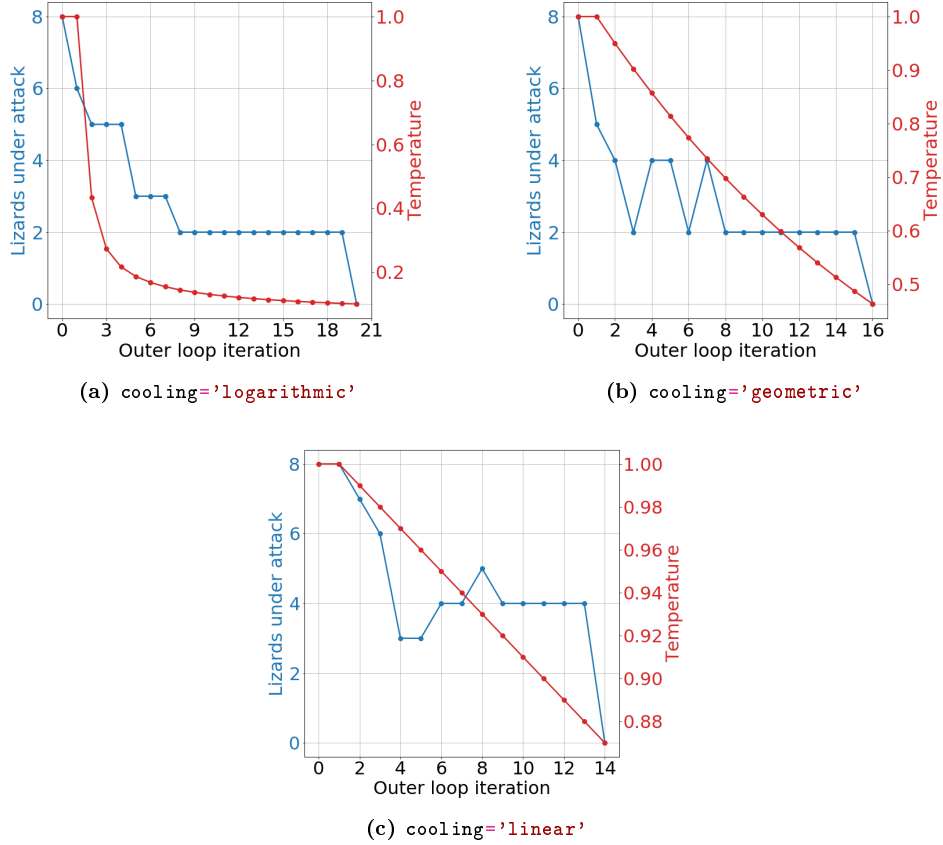 8
6
4
2
0
Lizards under attack
1.0
0.8
0.6
0.4
0.2
Temperature
0 3 6 9 12 15 18 21
Outer loop iteration
(a) cooling='logarithmic'
8
6
4
2
0
Lizards under attack
1.0
0.9
0.8
0.7
0.6
0.5
Temperature
0 2 4 6 8 10 12 14 16
Outer loop iteration
(b) cooling='geometric'
8
6
4
2
0
Lizards under attack
1.00
0.98
0.96
0.94
0.92
0.90
0.88
Temperature
0 2 4 6 8 10 12 14
Outer loop iteration
(c) cooling='linear'